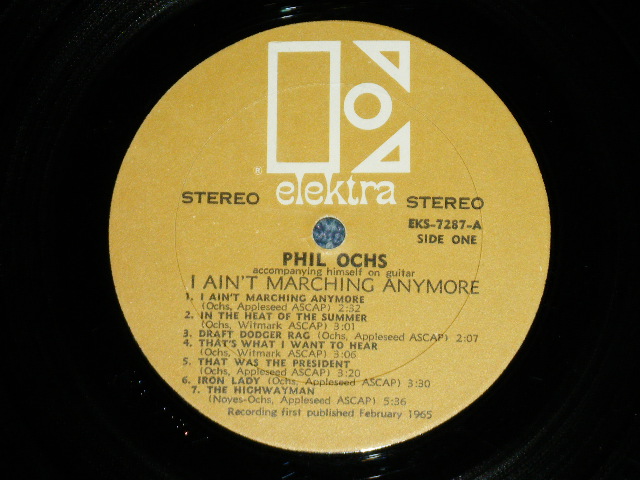 elektra
®
STEREO STEREO
EKS-7287-A
SIDE ONE
PHIL OCHS
accompanying himself on guitar
I AIN'T MARCHING ANYMORE
1. I AIN'T MARCHING ANYMORE
(Ochs, Appleseed ASCAP) 2:32
2. IN THE HEAT OF THE SUMMER
(Ochs, Witmark ASCAP) 3:01
3. DRAFT DODGER RAG (Ochs, Appleseed ASCAP) 2:07
4. THAT'S WHAT I WANT TO HEAR
(Ochs, Witmark ASCAP) 3:06
5. THAT WAS THE PRESIDENT
(Ochs, Appleseed ASCAP) 3:20
6. IRON LADY (Ochs, Appleseed ASCAP) 3:30
7. THE HIGHWAYMAN
(Noyes-Ochs, Appleseed ASCAP) 5:36
Recording first published February 1965